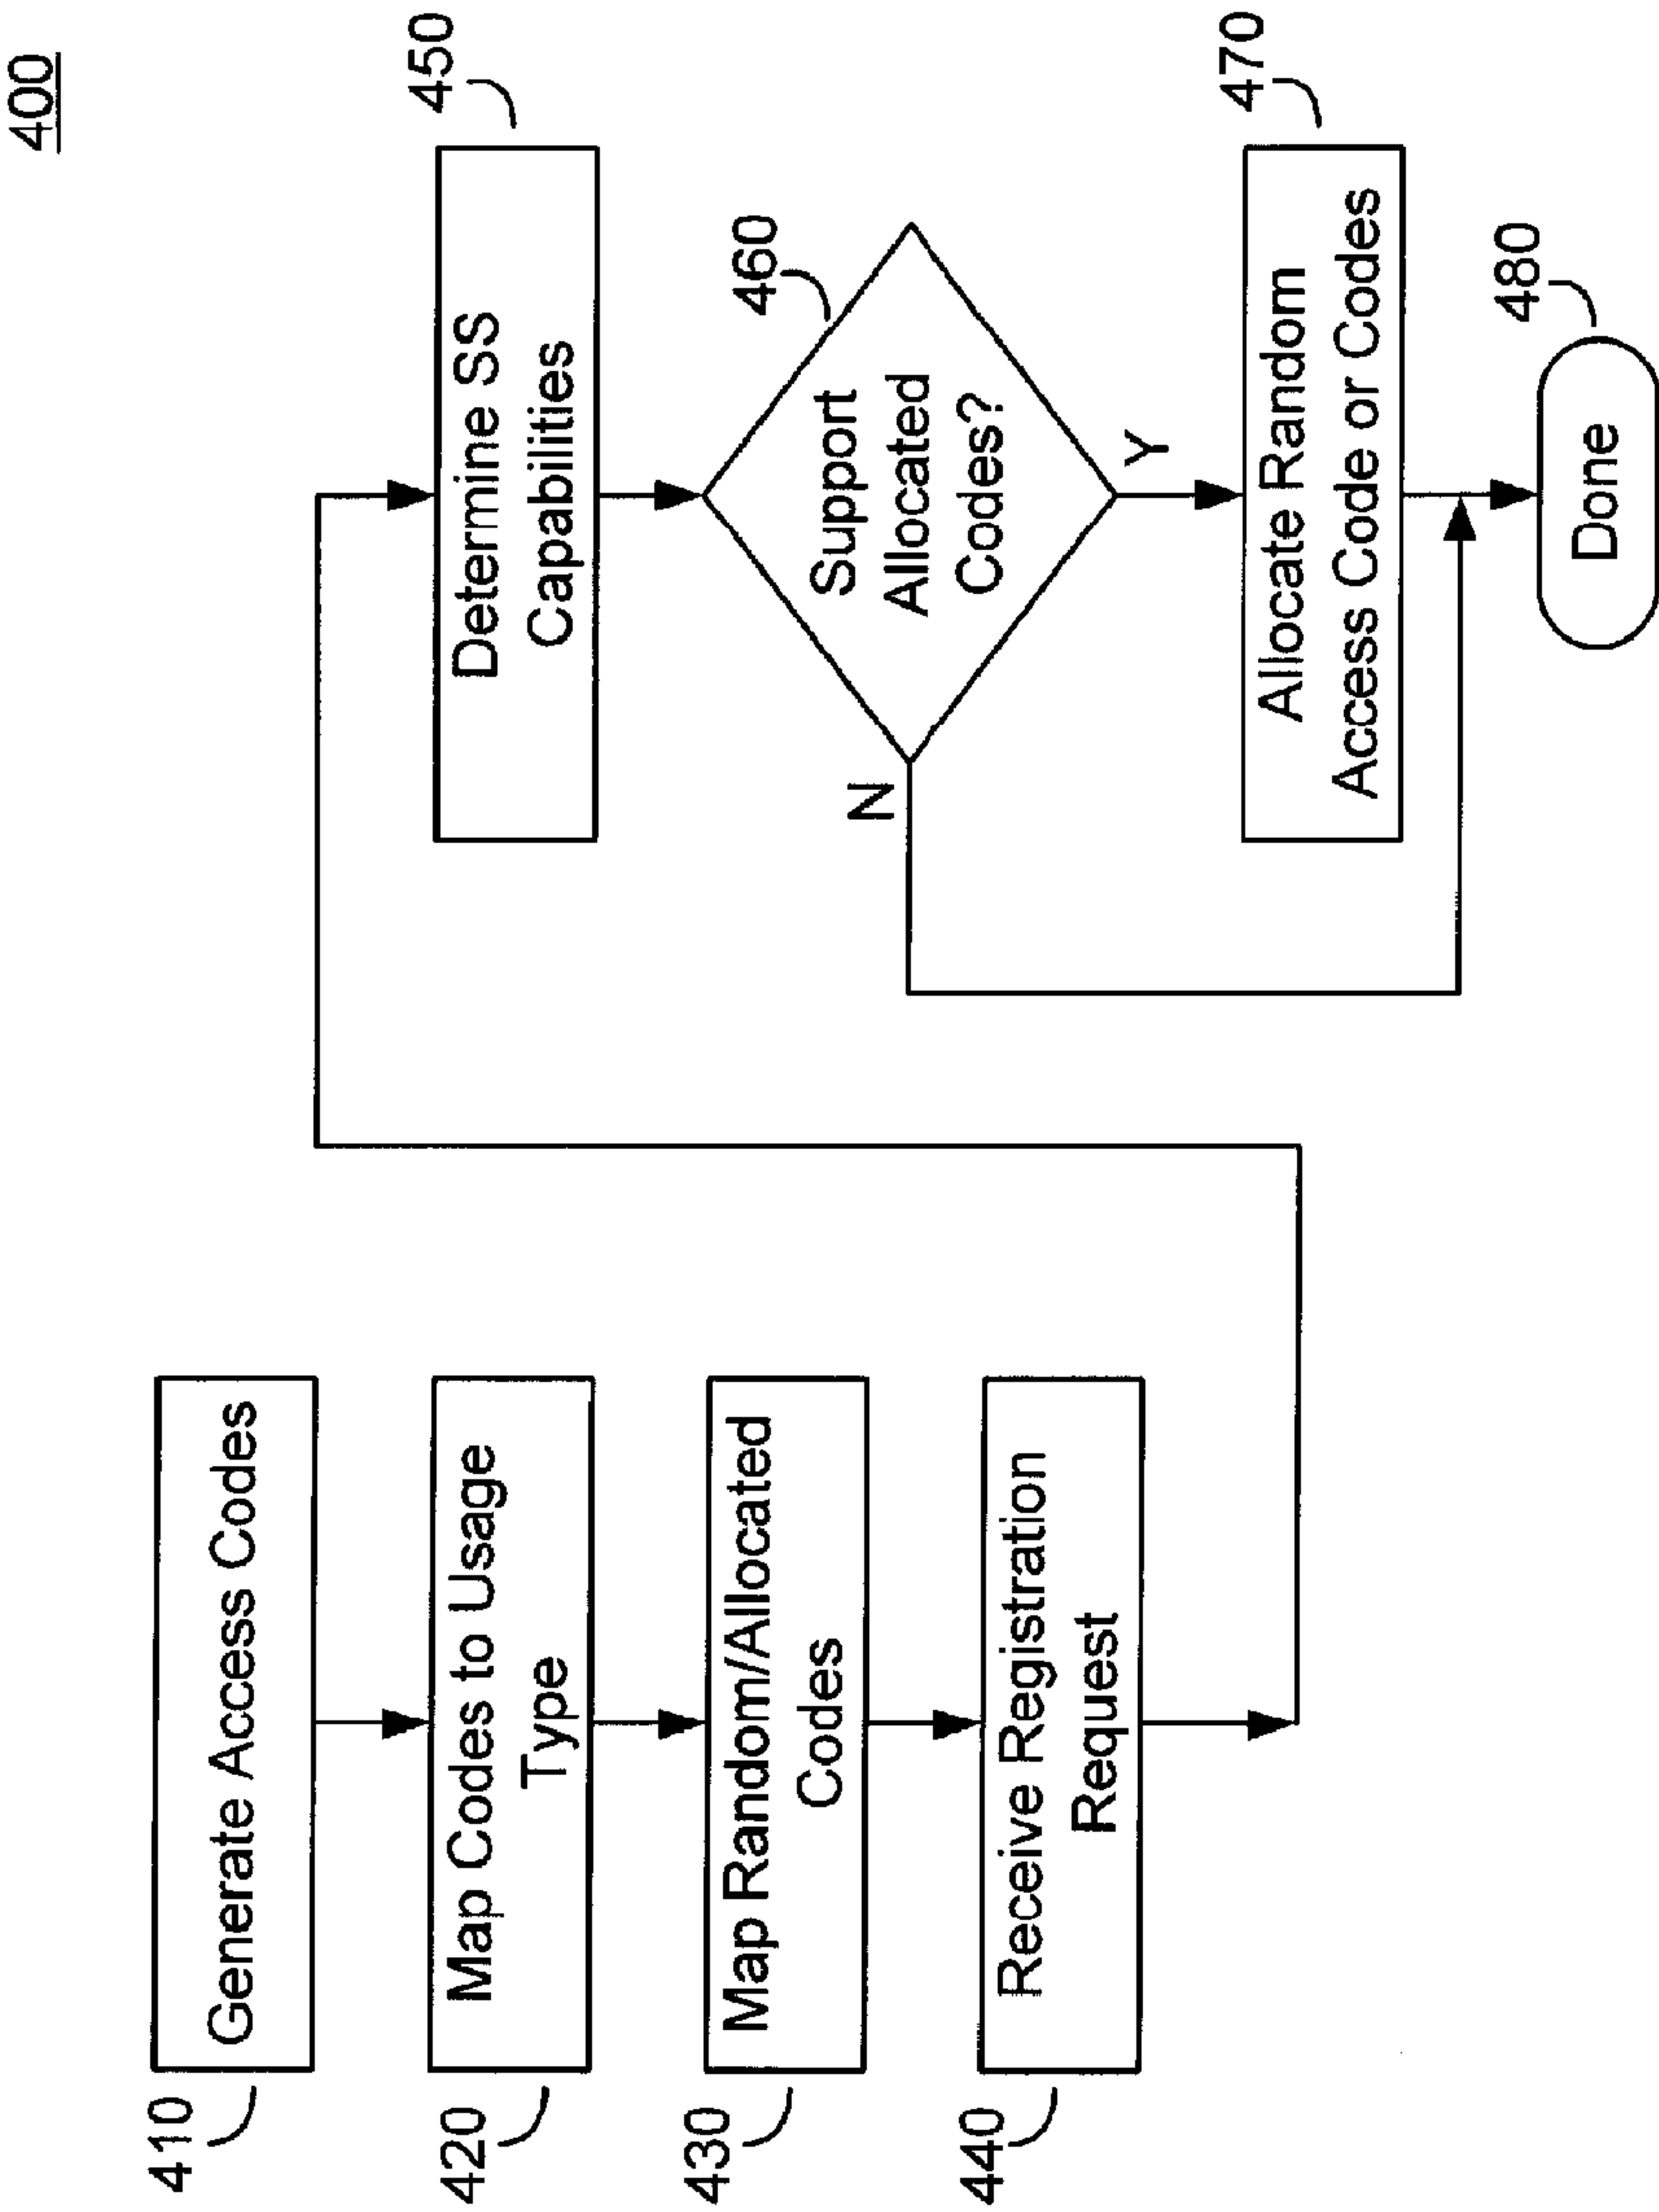 400
410
Generate Access Codes
420
Map Codes to Usage
Type
430
Map Random/Allocated
Codes
440
Receive Registration
Request
450
Determine SS
Capabilities
460
Support
Allocated
Codes?
N
Y
470
Allocate Random
Access Code or Codes
480
Done